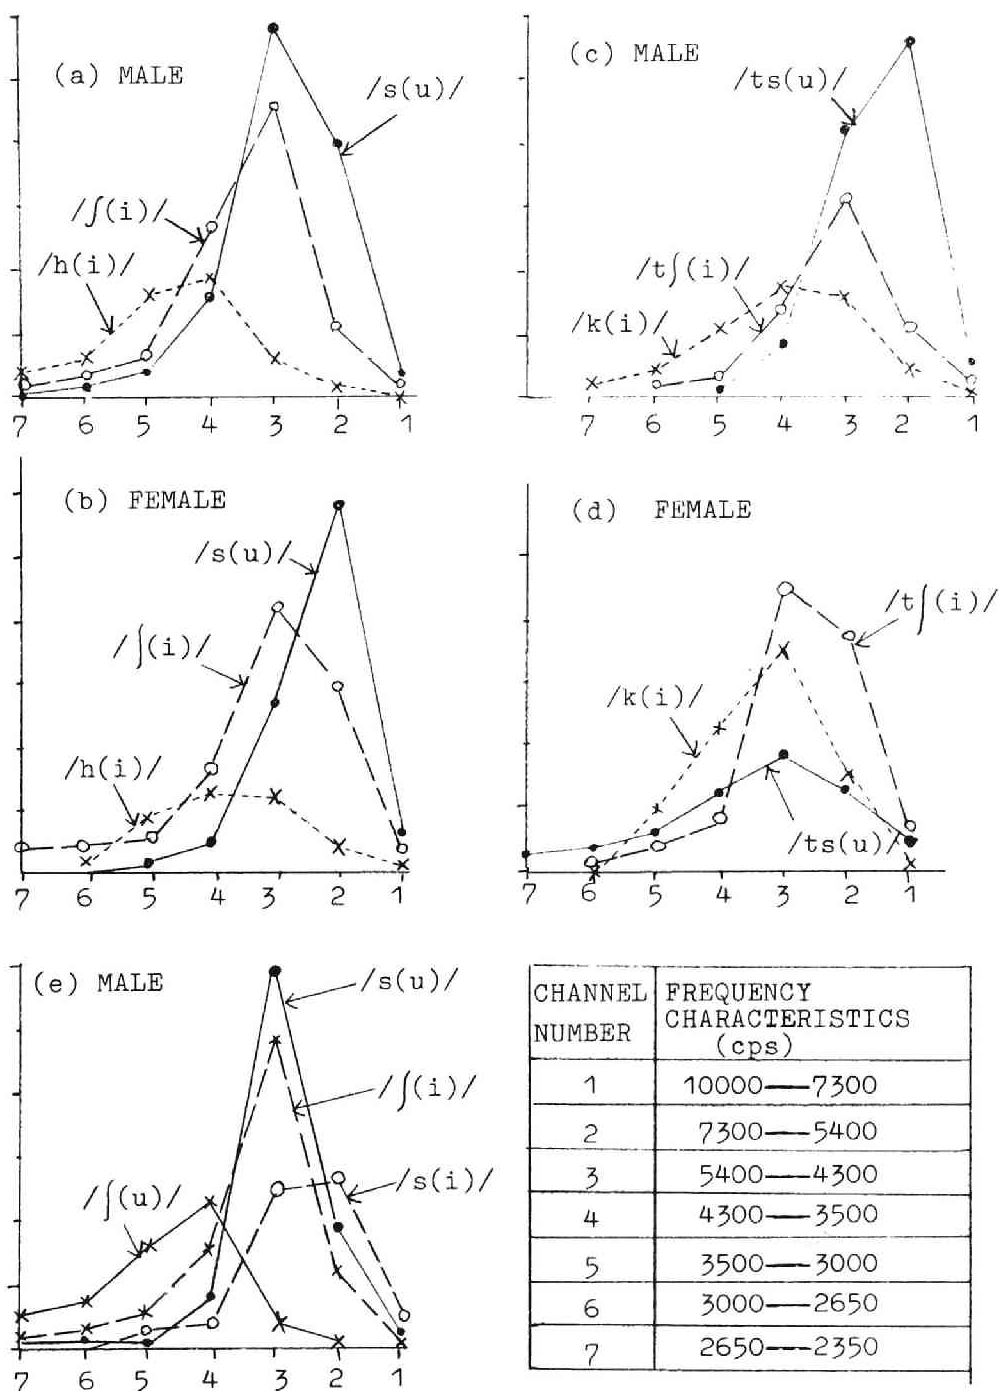 (a) MALE
/s(u)/
/ʃ(i)/
/h(i)/
7 6 5 4 3 2 1
(c) MALE
/ts(u)/
/tʃ(i)/
/k(i)/
7 6 5 4 3 2 1
(b) FEMALE
/s(u)/
/ʃ(i)/
/h(i)/
7 6 5 4 3 2 1
(d) FEMALE
/tʃ(i)/
/k(i)/
/ts(u)/
7 6 5 4 3 2 1
(e) MALE
/s(u)/
/ʃ(i)/
/s(i)/
/ʃ(u)/
7 6 5 4 3 2 1
CHANNEL NUMBER
FREQUENCY
CHARACTERISTICS
(cps)
1 10000—7300
2 7300—5400
3 5400—4300
4 4300—3500
5 3500—3000
6 3000—2650
7 2650---2350